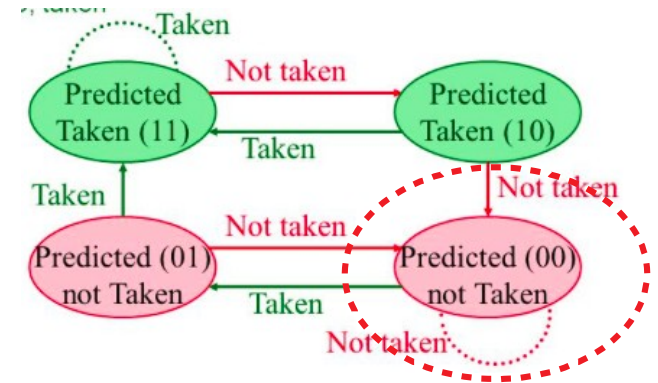 Taken
Not taken
Predicted
Taken (11)
Predicted
Taken (10)
Taken
Taken
Not taken
Not taken
Predicted (01)
not Taken
Predicted (00)
not Taken
Taken
Not taken